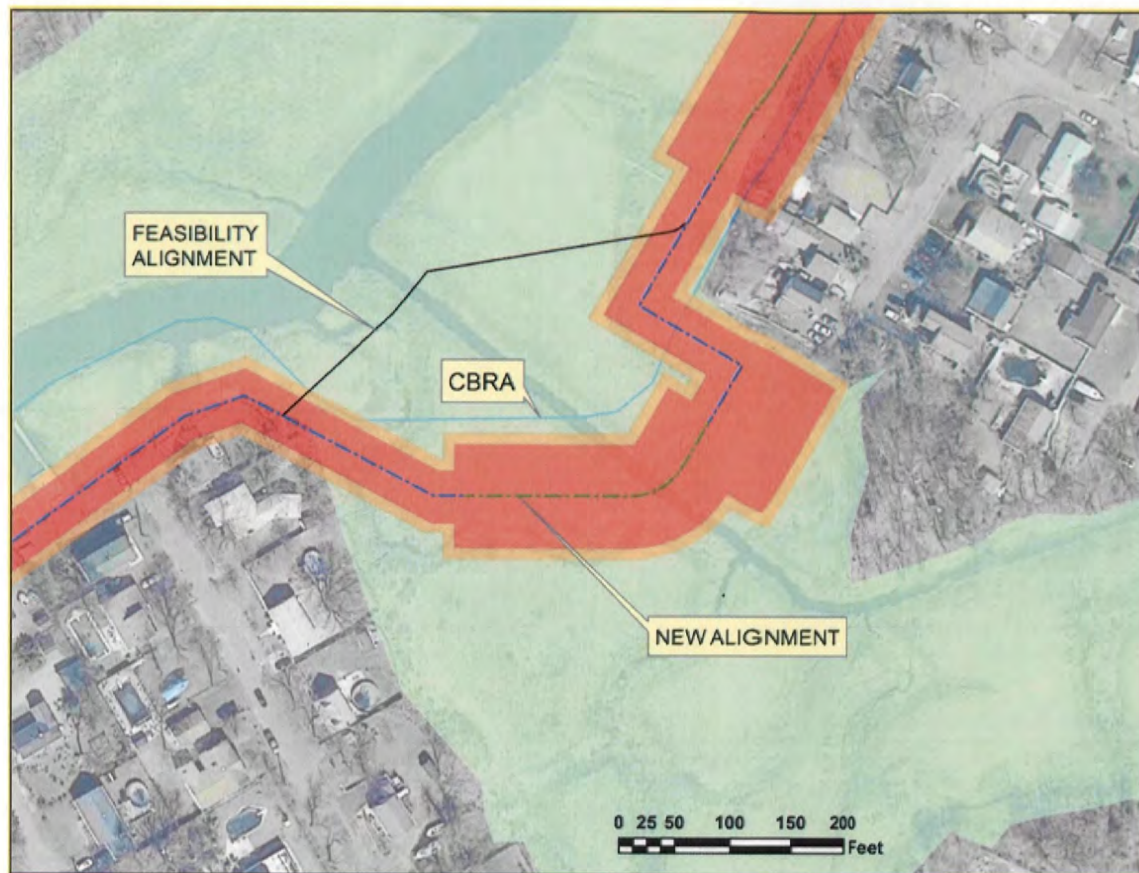 FEASIBILITY
ALIGNMENT
CBRA
NEW ALIGNMENT
0 25 50 100 150 200
Feet